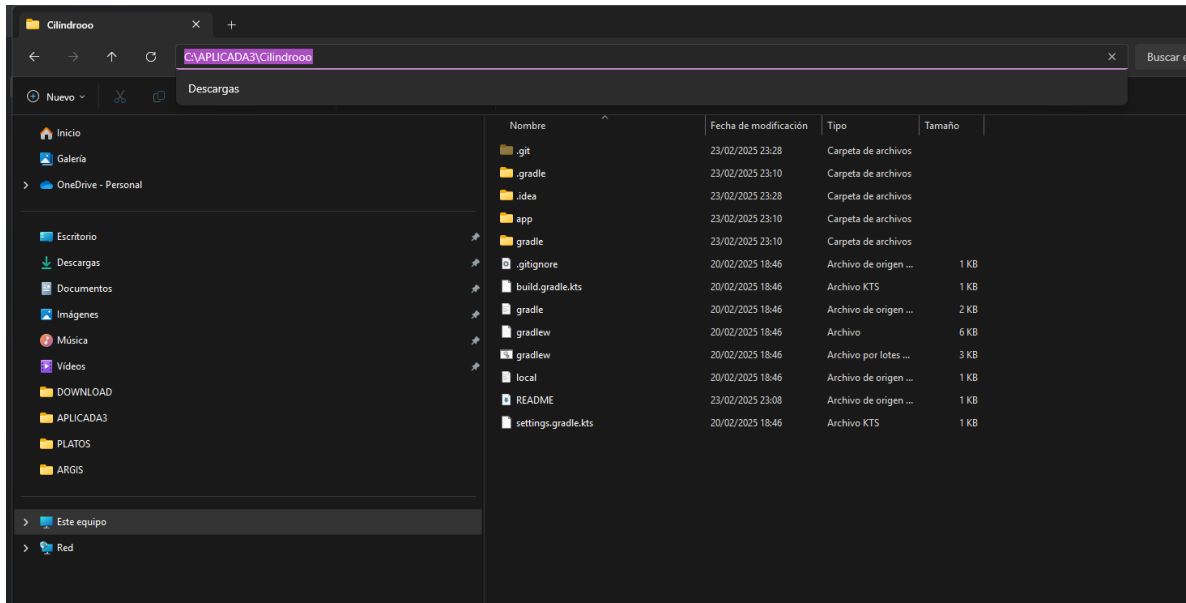 Cilindrooo
C:\APLICADA3\Cilindrooo
Buscar e
Descargas
Nuevo
Inicio
Galería
OneDrive - Personal
Escritorio
Descargas
Documentos
Imágenes
Música
Vídeos
DOWNLOAD
APLICADA3
PLATOS
ARGIS
Este equipo
Red
Nombre Fecha de modificación Tipo Tamaño
.git 23/02/2025 23:28 Carpeta de archivos
.gradle 23/02/2025 23:10 Carpeta de archivos
.idea 23/02/2025 23:28 Carpeta de archivos
app 23/02/2025 23:10 Carpeta de archivos
gradle 23/02/2025 23:10 Carpeta de archivos
.gitignore 20/02/2025 18:46 Archivo de origen ... 1 KB
build.gradle.kts 20/02/2025 18:46 Archivo KTS 1 KB
gradle 20/02/2025 18:46 Archivo de origen ... 2 KB
gradlew 20/02/2025 18:46 Archivo 6 KB
gradlew 20/02/2025 18:46 Archivo por lotes ... 3 KB
local 20/02/2025 18:46 Archivo de origen ... 1 KB
README 23/02/2025 23:08 Archivo de origen ... 1 KB
settings.gradle.kts 20/02/2025 18:46 Archivo KTS 1 KB